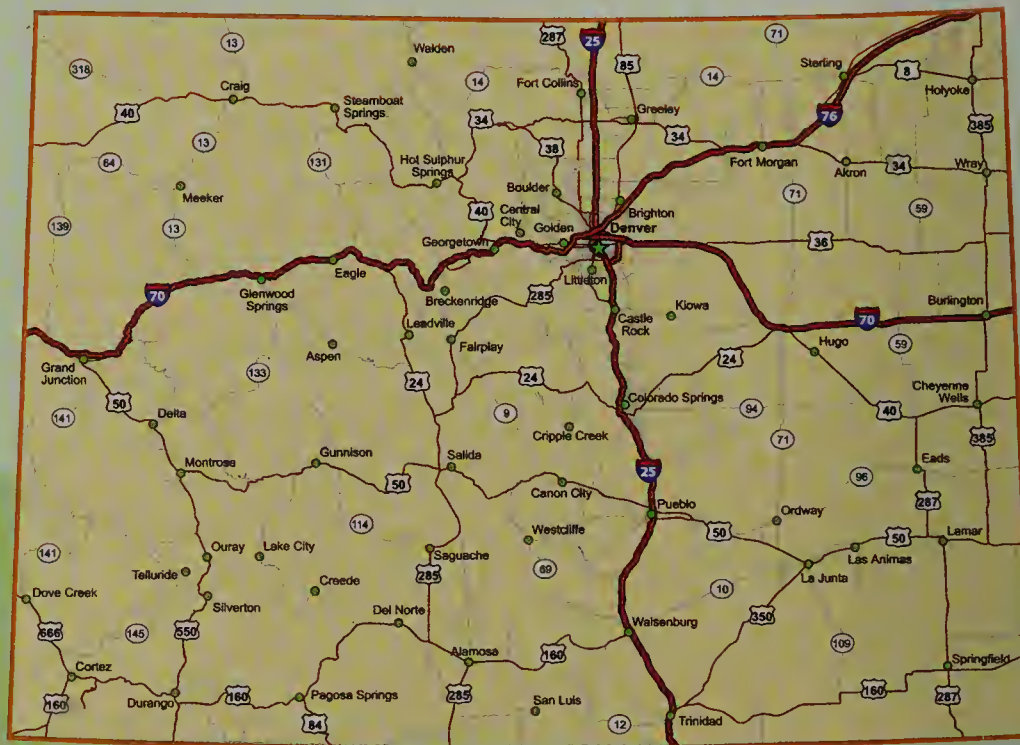 13
Walden
287
25
71
318
85
Sterling
8
14
14
Craig
Fort Collins
Holyoke
Steamboat
Springs
40
76
Greeley
34
34
385
13
38
64
131
Hot Sulphur
Springs
Fort Morgan
Akron
34
Wray
Meeker
Boulder
71
59
40
Central
City
Brighton
139
13
Golden
Denver
Georgetown
36
Eagle
Littleton
70
Glenwood
Springs
Breckenridge
285
Kiowa
Burlington
Castle
Rock
70
Leadville
Fairplay
59
Aspen
Hugo
Grand
Junction
133
24
24
24
50
Cheyenne
Wells
141
Delta
9
Colorado Springs
94
40
Cripple Creek
71
385
Gunnison
Salida
Montrose
25
Eads
50
Canon City
96
287
Pueblo
114
Ordway
Westcliffe
50
50
Lamar
141
Ouray
Lake City
Saguache
Las Animas
Telluride
69
La Junta
285
Dove Creek
Creede
10
Silverton
350
Del Norte
666
145
550
Walsenburg
109
Alamosa
160
Cortez
Springfield
160
Durango
160
Pagosa Springs
285
160
287
San Luis
84
12
Trinidad